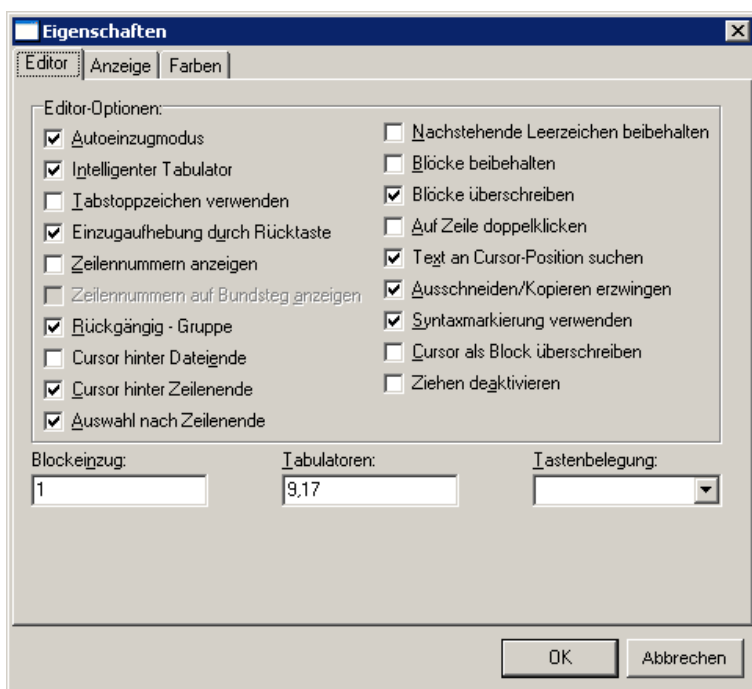 Eigenschaften
Editor
Anzeige
Farben
Editor-Optionen:
Autoeinzugmodus
Intelligenter Tabulator
Tabstoppzeichen verwenden
Einzugaufhebung durch Rücktaste
Zeilennummern anzeigen
Zeilennummern auf Bundsteg anzeigen
Rückgängig - Gruppe
Cursor hinter Dateiende
Cursor hinter Zeilenende
Auswahl nach Zeilenende
Nachstehende Leerzeichen beibehalten
Blöcke beibehalten
Blöcke überschreiben
Auf Zeile doppelklicken
Text an Cursor-Position suchen
Ausschneiden/Kopieren erzwingen
Syntaxmarkierung verwenden
Cursor als Block überschreiben
Ziehen deaktivieren
Blockeinzug:
1
Tabulatoren:
9,17
Tastenbelegung:
OK
Abbrechen